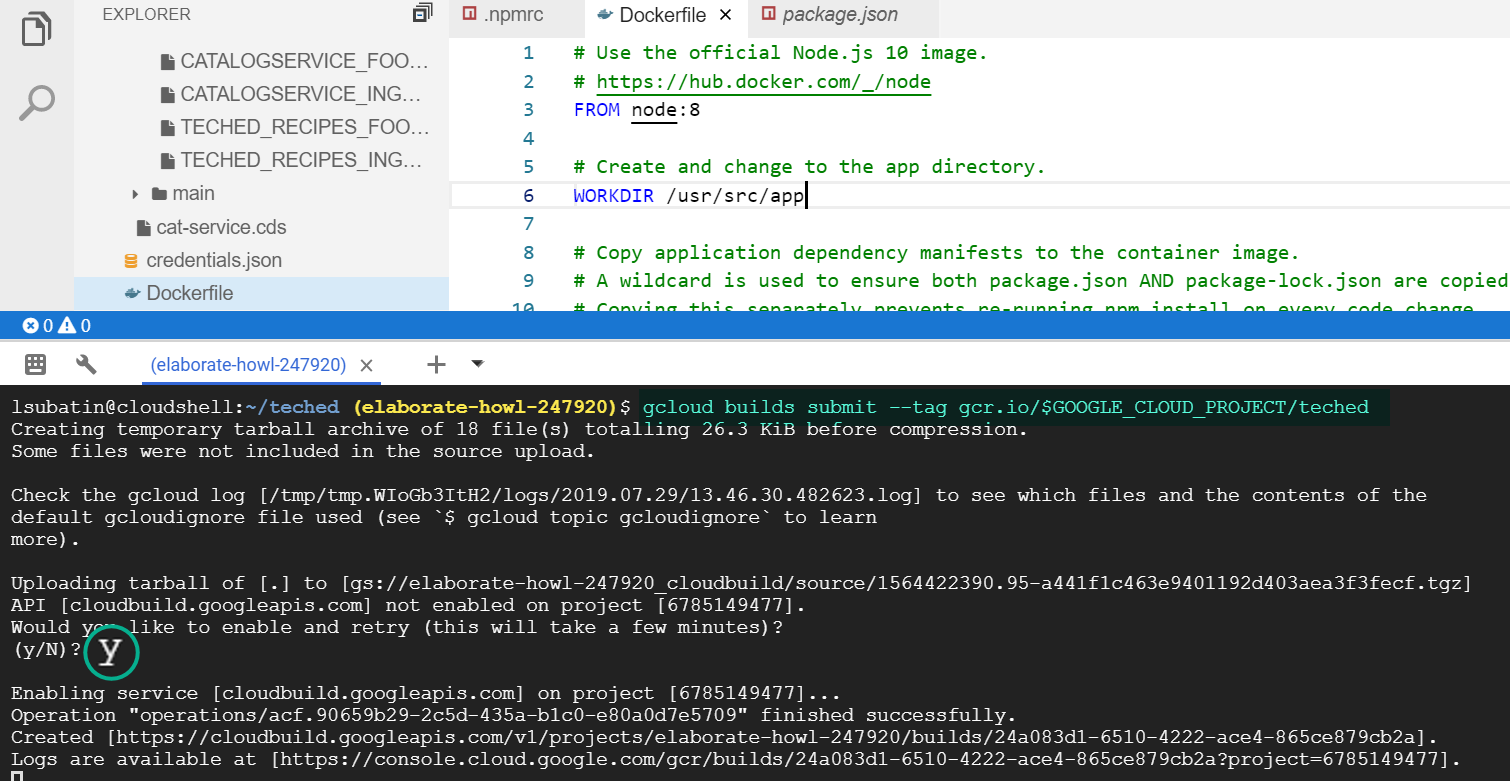 EXPLORER
.npmrc
Dockerfile ×
package.json
CATALOGSERVICE_FOO...
CATALOGSERVICE_ING...
TECHED_RECIPES_FOO...
TECHED_RECIPES_ING...
main
cat-service.cds
credentials.json
Dockerfile
1 # Use the official Node.js 10 image.
2 # https://hub.docker.com/_/node
3 FROM node:8
4
5 # Create and change to the app directory.
6 WORKDIR /usr/src/app
7
8 # Copy application dependency manifests to the container image.
9 # A wildcard is used to ensure both package.json AND package-lock.json are copied
10 # Copying this separately prevents re-running npm install on every code change.
0 0
(elaborate-howl-247920) ×
lsubatin@cloudshell:~/teched (elaborate-howl-247920)$ gcloud builds submit --tag gcr.io/$GOOGLE_CLOUD_PROJECT/teched
Creating temporary tarball archive of 18 file(s) totalling 26.3 KiB before compression.
Some files were not included in the source upload.
Check the gcloud log [/tmp/tmp.WIoGb3ItH2/logs/2019.07.29/13.46.30.482623.log] to see which files and the contents of the
default gcloudignore file used (see `$ gcloud topic gcloudignore` to learn
more).
Uploading tarball of [.] to [gs://elaborate-howl-247920_cloudbuild/source/1564422390.95-a441f1c463e9401192d403aea3f3fecf.tgz]
API [cloudbuild.googleapis.com] not enabled on project [6785149477].
Would you like to enable and retry (this will take a few minutes)?
(y/N)? y
Enabling service [cloudbuild.googleapis.com] on project [6785149477]...
Operation "operations/acf.90659b29-2c5d-435a-b1c0-e80a0d7e5709" finished successfully.
Created [https://cloudbuild.googleapis.com/v1/projects/elaborate-howl-247920/builds/24a083d1-6510-4222-ace4-865ce879cb2a].
Logs are available at [https://console.cloud.google.com/gcr/builds/24a083d1-6510-4222-ace4-865ce879cb2a?project=6785149477].